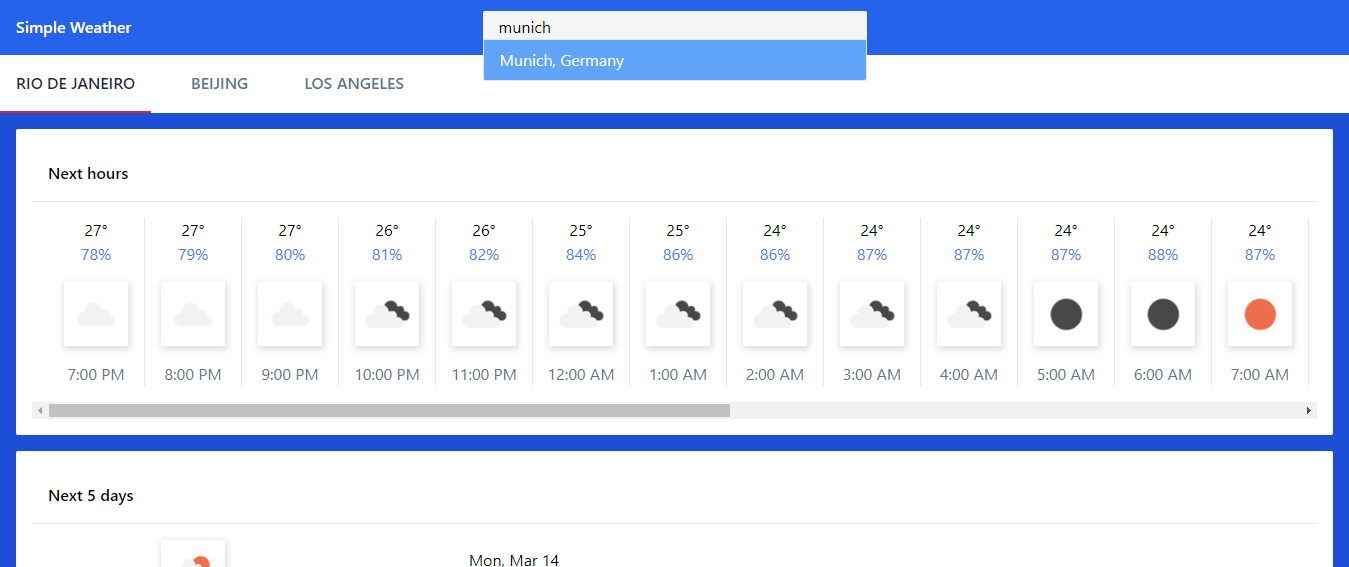 Simple Weather
munich
Munich, Germany
RIO DE JANEIRO BEIJING LOS ANGELES
Next hours
27° 27° 27° 26° 26° 25° 25° 24° 24° 24° 24° 24° 24°
78% 79% 80% 81% 82% 84% 86% 86% 87% 87% 87% 88% 87%
7:00 PM 8:00 PM 9:00 PM 10:00 PM 11:00 PM 12:00 AM 1:00 AM 2:00 AM 3:00 AM 4:00 AM 5:00 AM 6:00 AM 7:00 AM
Next 5 days
Mon, Mar 14